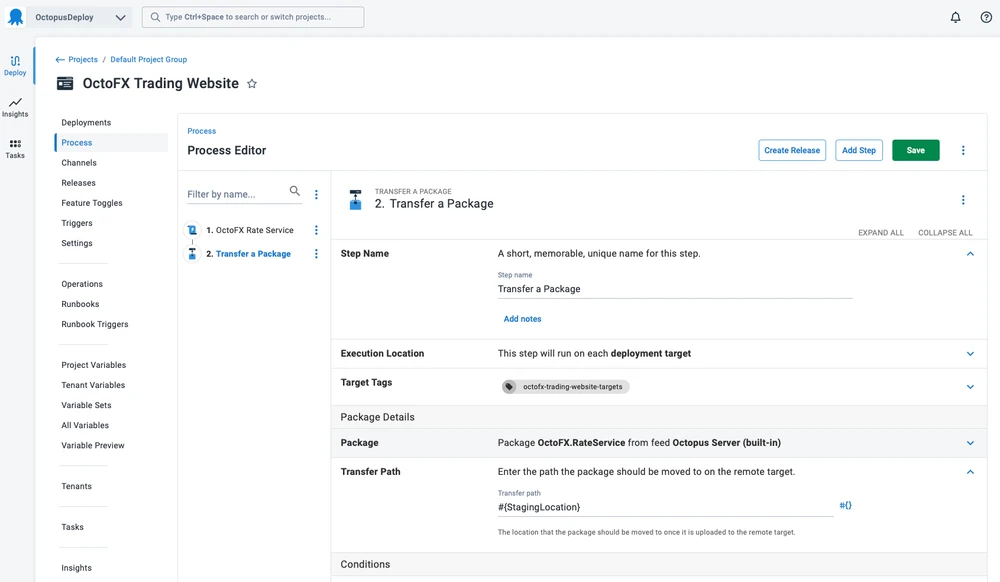 OctopusDeploy
Type Ctrl+Space to search or switch projects...
Deploy
Insights
Tasks
Projects / Default Project Group
OctoFX Trading Website
Deployments
Process
Channels
Releases
Feature Toggles
Triggers
Settings
Operations
Runbooks
Runbook Triggers
Project Variables
Tenant Variables
Variable Sets
All Variables
Variable Preview
Tenants
Tasks
Insights
Process
Process Editor
Create Release
Add Step
Save
Filter by name...
1. OctoFX Rate Service
2. Transfer a Package
TRANSFER A PACKAGE
2. Transfer a Package
EXPAND ALL
COLLAPSE ALL
Step Name
A short, memorable, unique name for this step.
Step name
Transfer a Package
Add notes
Execution Location
This step will run on each deployment target
Target Tags
octofx-trading-website-targets
Package Details
Package
Package OctoFX.RateService from feed Octopus Server (built-in)
Transfer Path
Enter the path the package should be moved to on the remote target.
Transfer path
#{StagingLocation}
#{}
The location that the package should be moved to once it is uploaded to the remote target.
Conditions